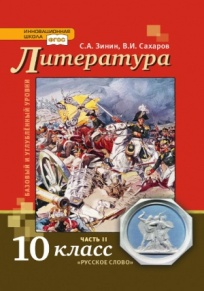 ИННОВАЦИОННАЯ
ШКОЛА
ФГОС
С.А. Зинин, В.И. Сахаров
Литература
БАЗОВЫЙ И УГЛУБЛЁННЫЙ УРОВНИ
ЧАСТЬ II
10 класс
«РУССКОЕ СЛОВО»